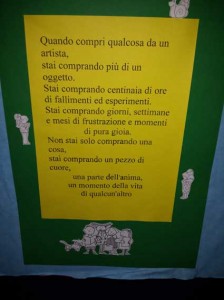 Quando compri qualcosa da un
artista,
stai comprando più di un
oggetto.
Stai comprando centinaia di ore
di fallimenti ed esperimenti.
Stai comprando giorni, settimane
e mesi di frustrazione e momenti
di pura gioia.
Non stai solo comprando una
cosa,
stai comprando un pezzo di
cuore,
una parte dell'anima,
un momento della vita
di qualcun'altro